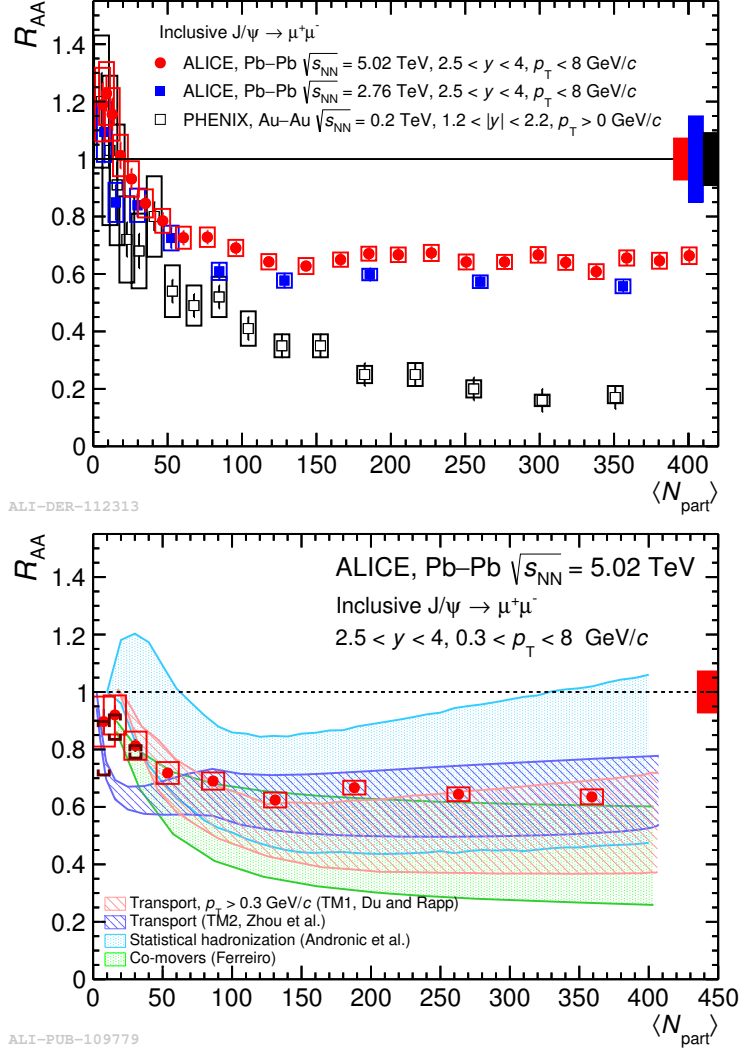 R_AA
Inclusive J/ψ → μ⁺μ⁻
ALICE, Pb–Pb √s_NN = 5.02 TeV, 2.5 < y < 4, p_T < 8 GeV/c
ALICE, Pb–Pb √s_NN = 2.76 TeV, 2.5 < y < 4, p_T < 8 GeV/c
PHENIX, Au–Au √s_NN = 0.2 TeV, 1.2 < |y| < 2.2, p_T > 0 GeV/c
1.4
1.2
1
0.8
0.6
0.4
0.2
0
0 50 100 150 200 250 300 350 400
⟨N_part⟩
ALI-DER-112313
R_AA
ALICE, Pb–Pb √s_NN = 5.02 TeV
Inclusive J/ψ → μ⁺μ⁻
2.5 < y < 4, 0.3 < p_T < 8 GeV/c
1.4
1.2
1
0.8
0.6
0.4
0.2
0
Transport, p_T > 0.3 GeV/c (TM1, Du and Rapp)
Transport (TM2, Zhou et al.)
Statistical hadronization (Andronic et al.)
Co-movers (Ferreiro)
0 50 100 150 200 250 300 350 400 450
⟨N_part⟩
ALI-PUB-109779